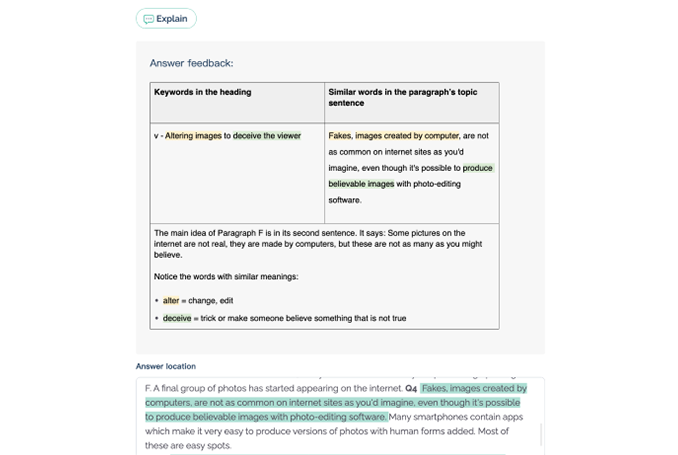 Explain
Answer feedback:
Keywords in the heading
Similar words in the paragraph's topic
sentence
v - Altering images to deceive the viewer
Fakes, images created by computer, are not
as common on internet sites as you'd
imagine, even though it's possible to produce
believable images with photo-editing
software.
The main idea of Paragraph F is in its second sentence. It says: Some pictures on the
internet are not real, they are made by computers, but these are not as many as you might
believe.
Notice the words with similar meanings:
• alter = change, edit
• deceive = trick or make someone believe something that is not true
Answer location
F. A final group of photos has started appearing on the internet. Q4 Fakes, images created by
computers, are not as common on internet sites as you'd imagine, even though it's possible
to produce believable images with photo-editing software. Many smartphones contain apps
which make it very easy to produce versions of photos with human forms added. Most of
these are easy spots.